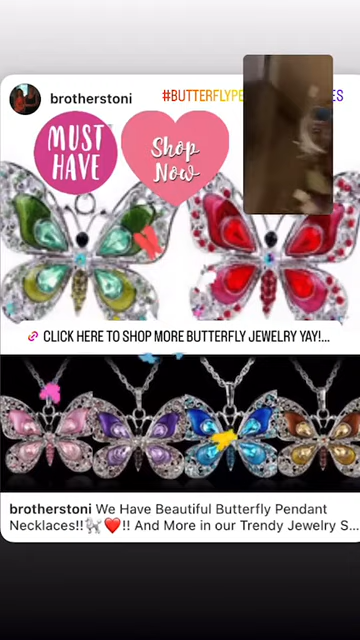 brotherstoni
#BUTTERFLYPE ES
MUST
HAVE
Shop
Now
CLICK HERE TO SHOP MORE BUTTERFLY JEWELRY YAY!...
brotherstoni We Have Beautiful Butterfly Pendant
Necklaces!!🐩❤️!! And More in our Trendy Jewelry S...